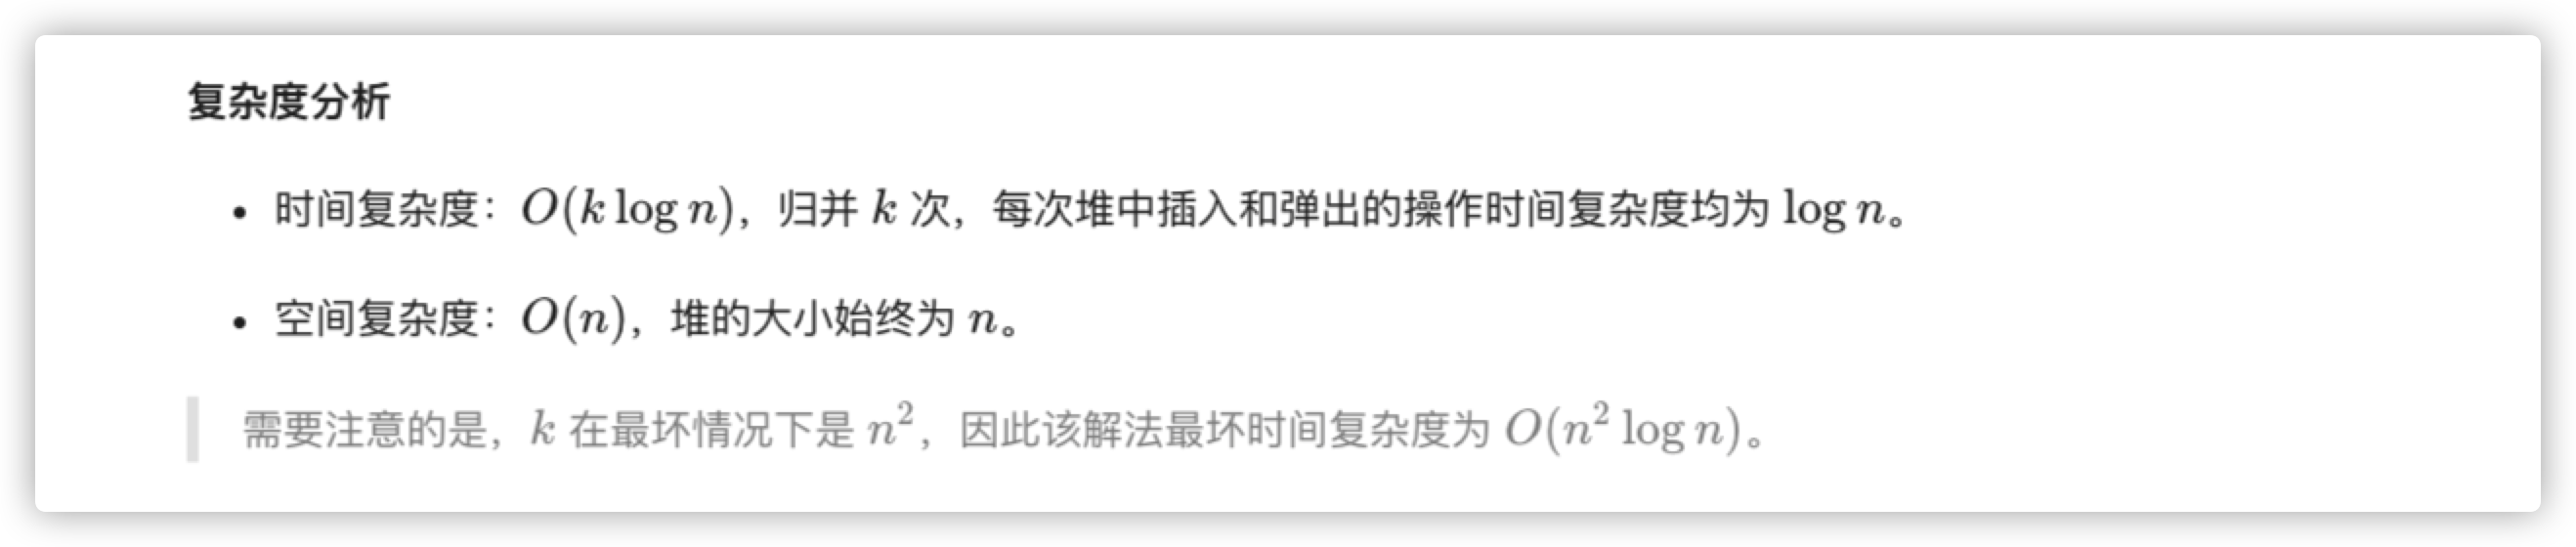 复杂度分析
• 时间复杂度：O(k log n)，归并 k 次，每次堆中插入和弹出的操作时间复杂度均为 log n。
• 空间复杂度：O(n)，堆的大小始终为 n。
需要注意的是，k 在最坏情况下是 n²，因此该解法最坏时间复杂度为 O(n² log n)。